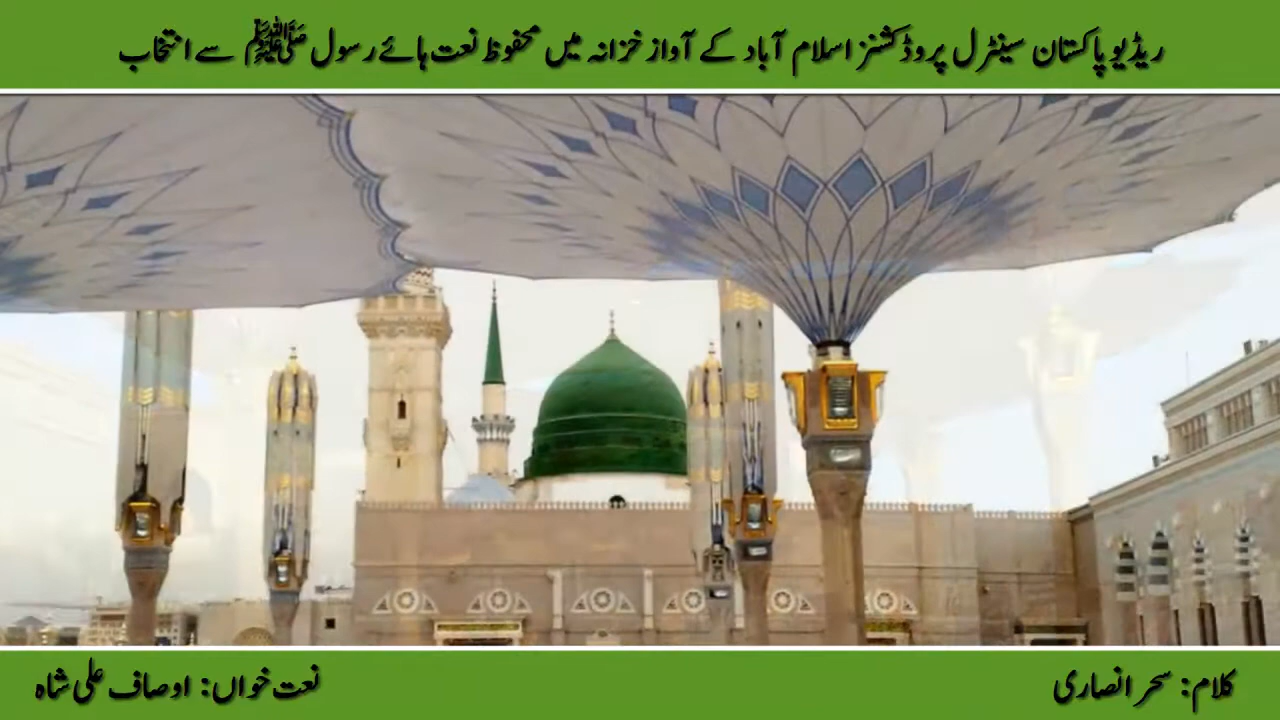 ریڈیو پاکستان سینٹرل پروڈکشنز اسلام آباد کے آواز خزانہ میں محفوظ نعت ہائے رسول ﷺ سے انتخاب
کلام: سحر انصاری
نعت خواں: اوصاف علی شاہ